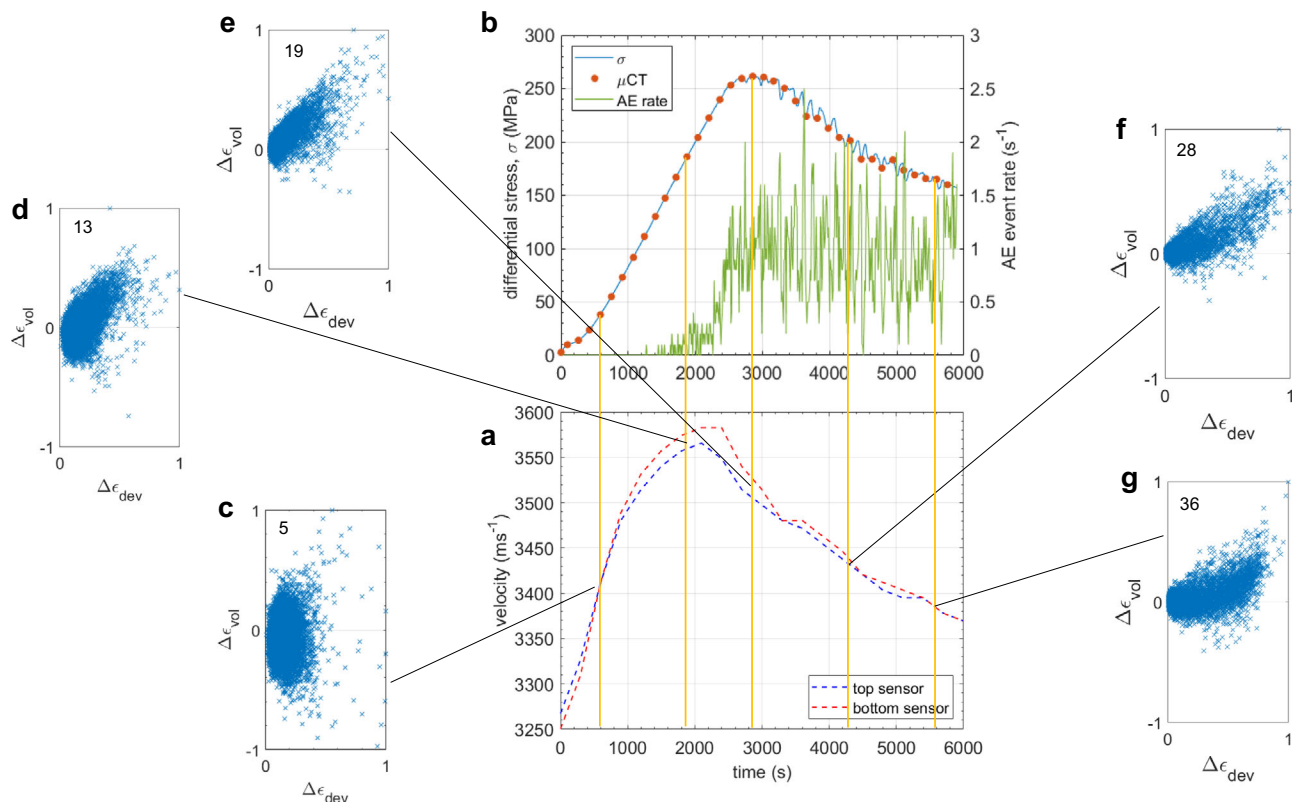 e
19
1
0
-1
0
1
Δϵvol
Δϵdev
d
13
1
0
-1
0
1
Δϵvol
Δϵdev
c
5
1
0
-1
0
1
Δϵvol
Δϵdev
b
σ
μCT
AE rate
300
250
200
150
100
50
0
3
2.5
2
1.5
1
0.5
0
differential stress, σ (MPa)
AE event rate (s⁻¹)
0 1000 2000 3000 4000 5000 6000
a
3600
3550
3500
3450
3400
3350
3300
3250
velocity (ms⁻¹)
top sensor
bottom sensor
0 1000 2000 3000 4000 5000 6000
time (s)
f
28
1
0
-1
0
1
Δϵvol
Δϵdev
g
36
1
0
-1
0
1
Δϵvol
Δϵdev